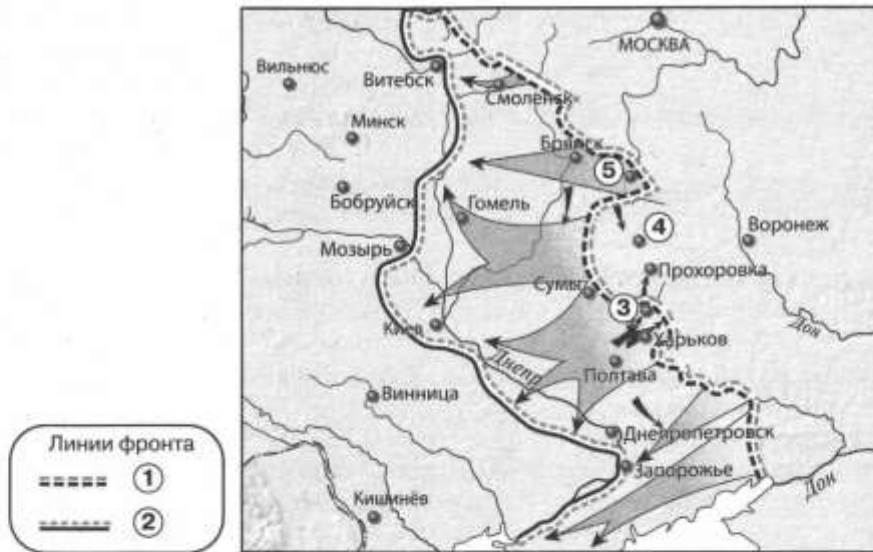 МОСКВА
Вильнюс
Витебск
Смоленск
Минск
Брянск
5
Бобруйск
Гомель
4
Воронеж
Мозырь
Прохоровка
Сумы
3
Дон
Киев
Харьков
Днепр
Полтава
Винница
Линии фронта
1
2
Днепропетровск
Запорожье
Дон
Кишинёв